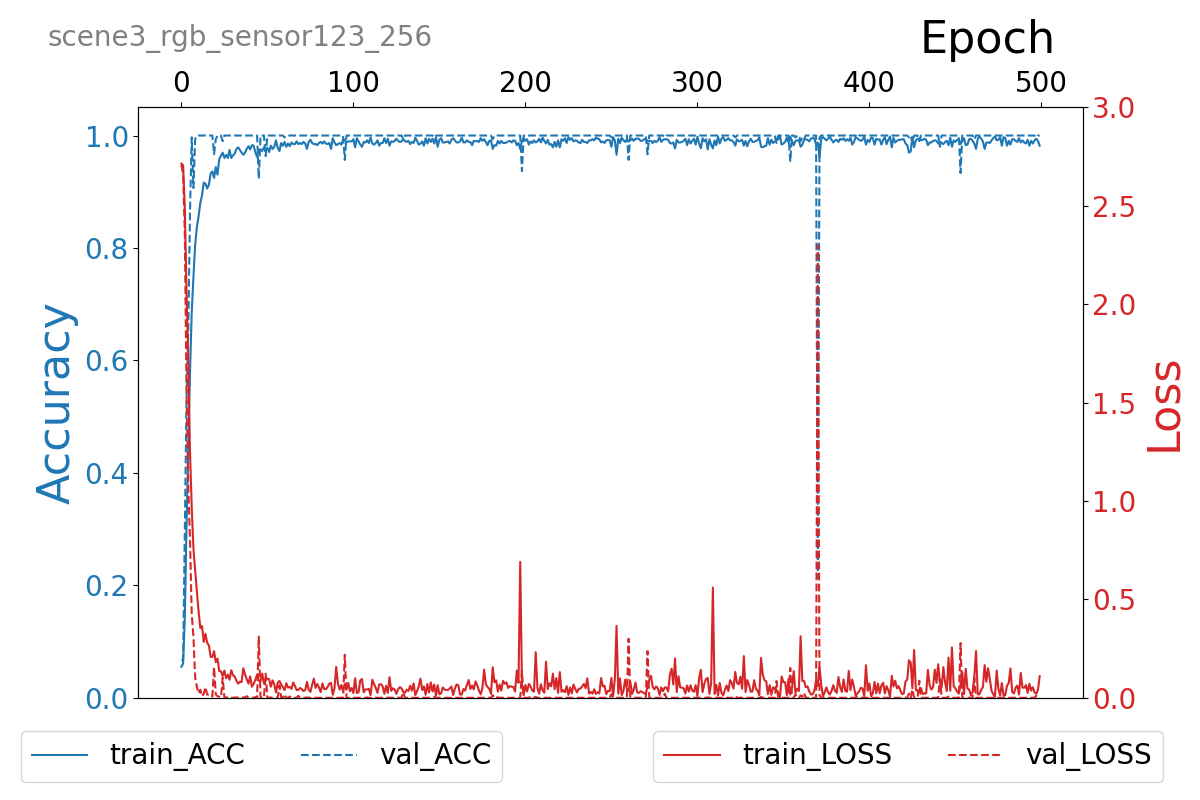 scene3_rgb_sensor123_256
Epoch
0 100 200 300 400 500
Accuracy
1.0
0.8
0.6
0.4
0.2
0.0
Loss
3.0
2.5
2.0
1.5
1.0
0.5
0.0
train_ACC val_ACC
train_LOSS val_LOSS